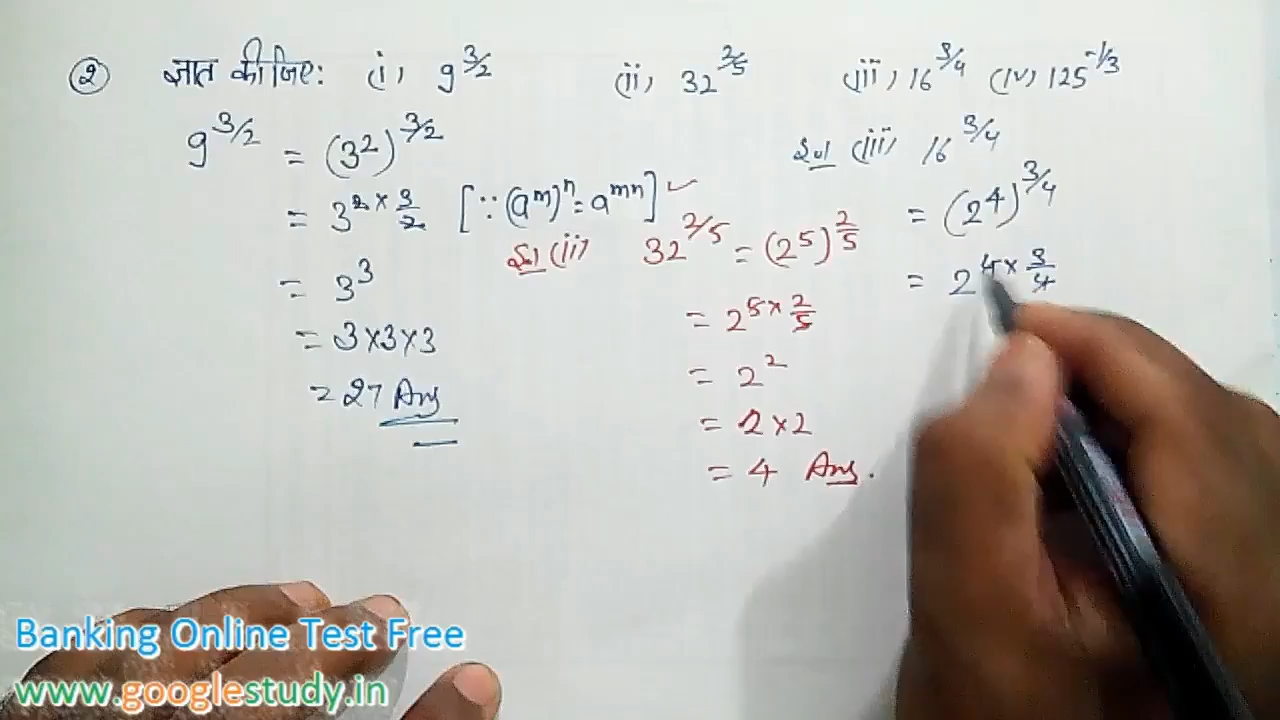 ② ज्ञात कीजिए: (i) 9^3/2 (ii) 32^2/5 (iii) 16^3/4 (iv) 125^-1/3
9^3/2 = (3^2)^3/2
= 3^2×3/2 [∵ (a^m)^n = a^mn] ✓
= 3^3
= 3×3×3
= 27 Ans
Sol (ii) 32^2/5 = (2^5)^2/5
= 2^5×2/5
= 2^2
= 2×2
= 4 Ans.
Sol (iii) 16^3/4
= (2^4)^3/4
= 2^4×3/4
Banking Online Test Free
www.googlestudy.in